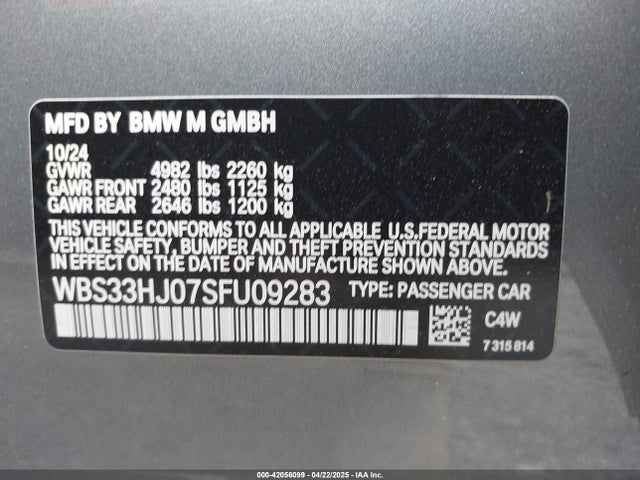 MFD BY BMW M GMBH
10/24
GVWR 4982 lbs 2260 kg
GAWR FRONT 2480 lbs 1125 kg
GAWR REAR 2646 lbs 1200 kg
THIS VEHICLE CONFORMS TO ALL APPLICABLE U.S.FEDERAL MOTOR
VEHICLE SAFETY, BUMPER AND THEFT PREVENTION STANDARDS
IN EFFECT ON THE DATE OF MANUFACTURE SHOWN ABOVE.
WBS33HJ07SFU09283 TYPE: PASSENGER CAR
C4W
7 315 814
000-42056099 - 04/22/2025 - IAA Inc.